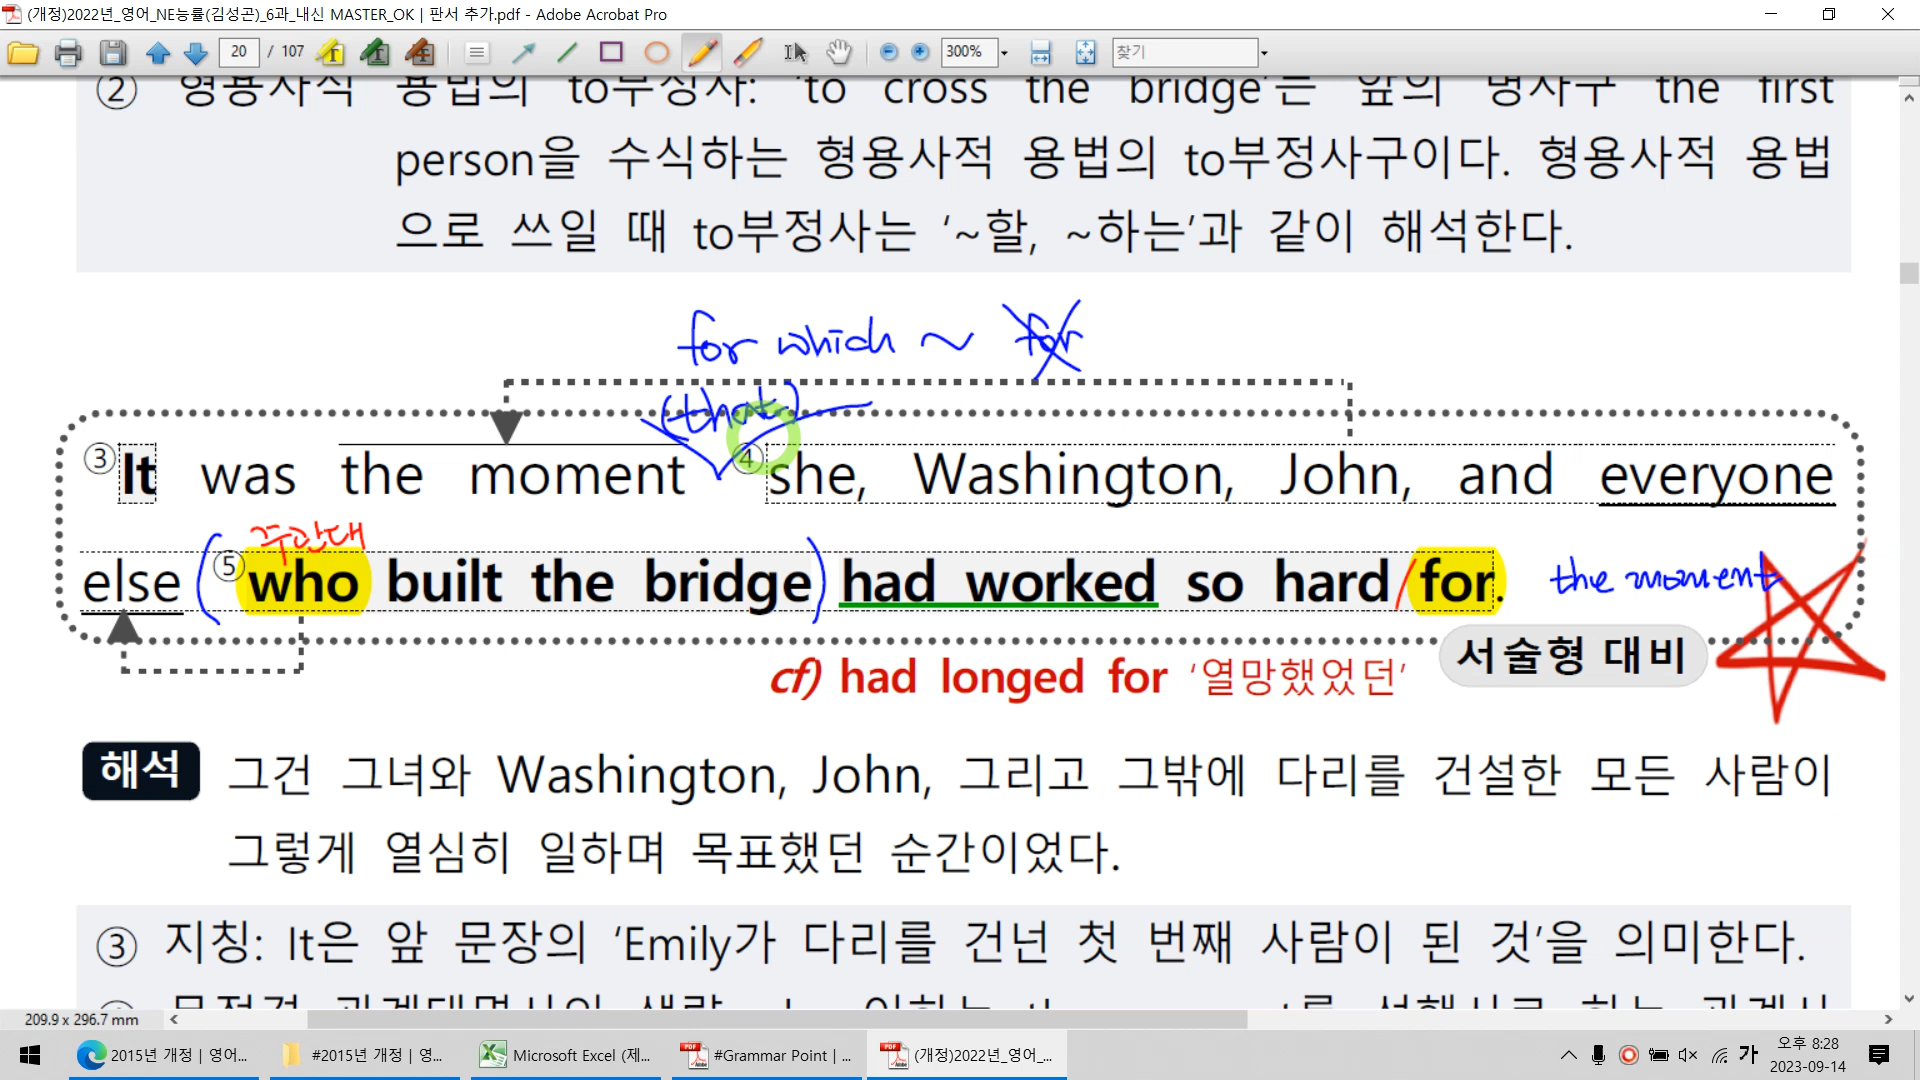 (개정)2022년_영어_NE능률(김성곤)_6과_내신 MASTER_OK | 판서 추가.pdf - Adobe Acrobat Pro
20 / 107
300%
찾기
② 형용사적 용법의 to부정사: 'to cross the bridge'는 앞의 명사구 the first
person을 수식하는 형용사적 용법의 to부정사구이다. 형용사적 용법
으로 쓰일 때 to부정사는 '~할, ~하는'과 같이 해석한다.
for which ~ for
(that)
③ It was the moment ④ she, Washington, John, and everyone
주관대
else (⑤ who built the bridge) had worked so hard / for. the moment
cf) had longed for '열망했었던'
서술형 대비
해석 그건 그녀와 Washington, John, 그리고 그밖에 다리를 건설한 모든 사람이
그렇게 열심히 일하며 목표했던 순간이었다.
③ 지칭: It은 앞 문장의 'Emily가 다리를 건넌 첫 번째 사람이 된 것'을 의미한다.
209.9 x 296.7 mm
2015년 개정 | 영어...
#2015년 개정 | 영...
Microsoft Excel (제...
#Grammar Point | ...
(개정)2022년_영어_...
가
오후 8:28
2023-09-14